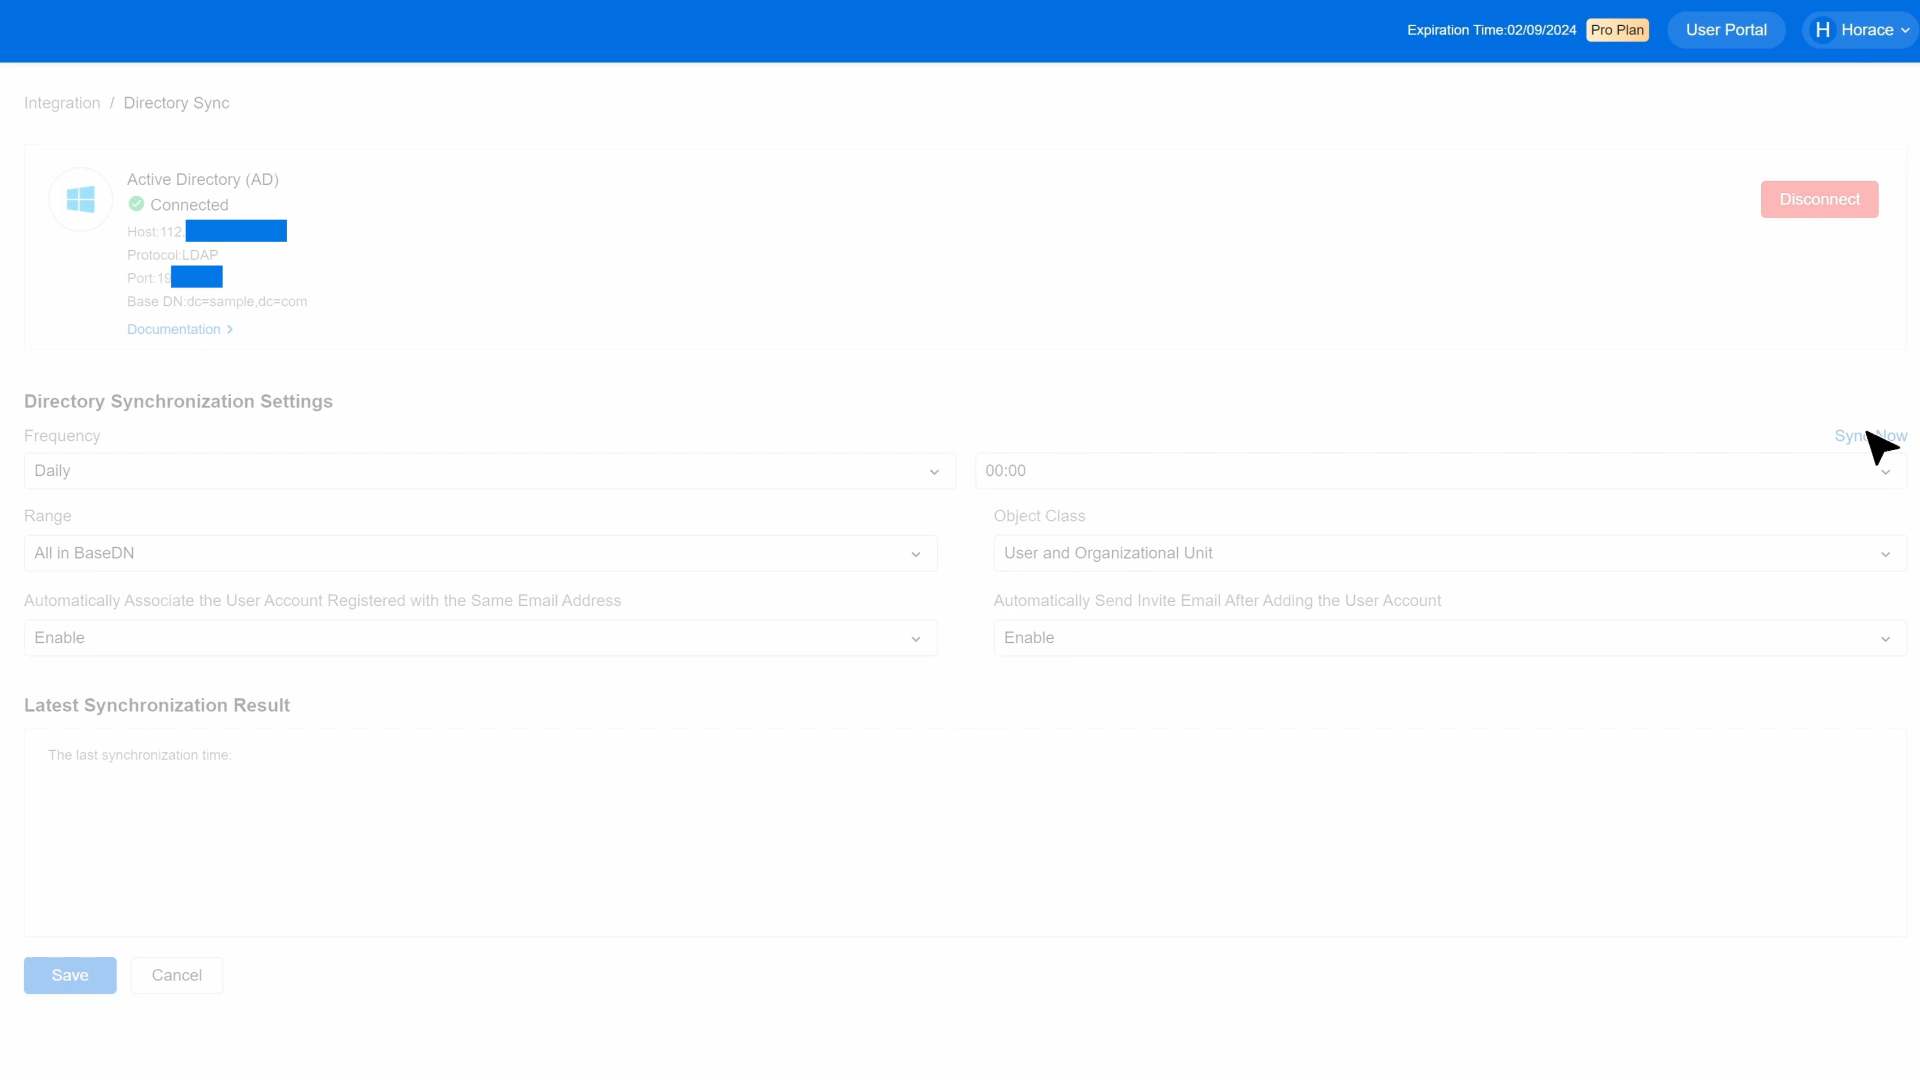 Expiration Time:02/09/2024 Pro Plan User Portal H Horace
Integration / Directory Sync
Active Directory (AD)
Connected
Disconnect
Host:112.
Protocol:LDAP
Port:19
Base DN:dc=sample,dc=com
Documentation
Directory Synchronization Settings
Frequency
Sync Now
Daily
00:00
Range
Object Class
All in BaseDN
User and Organizational Unit
Automatically Associate the User Account Registered with the Same Email Address
Automatically Send Invite Email After Adding the User Account
Enable
Enable
Latest Synchronization Result
The last synchronization time:
Save
Cancel